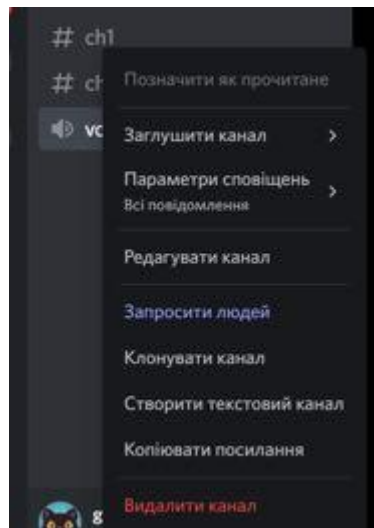 # ch1
# ch
vo
Позначити як прочитане
Заглушити канал
Параметри сповіщень
Всі повідомлення
Редагувати канал
Запросити людей
Клонувати канал
Створити текстовий канал
Копіювати посилання
Видалити канал
g